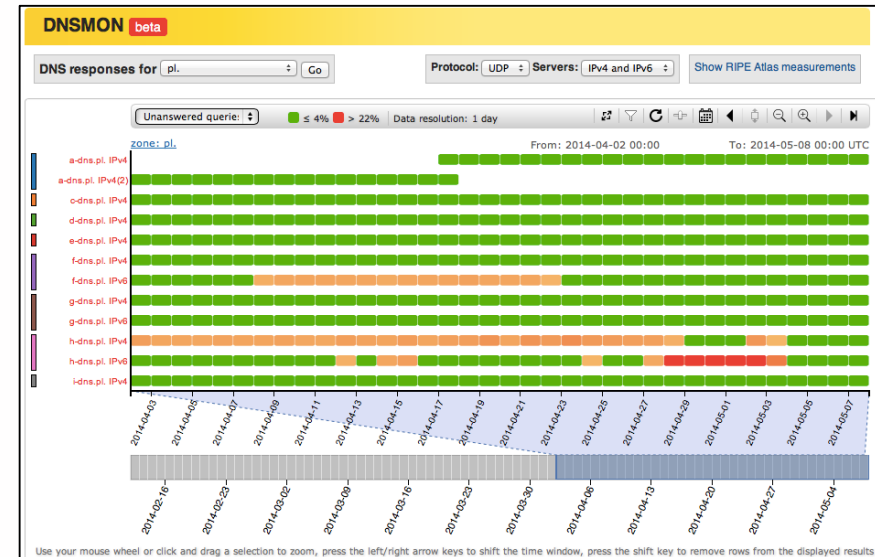 DNSMON beta
DNS responses for pl. Go Protocol: UDP Servers: IPv4 and IPv6 Show RIPE Atlas measurements
Unanswered querie: ≤ 4% > 22% Data resolution: 1 day
zone: pl. From: 2014-04-02 00:00 To: 2014-05-08 00:00 UTC
a-dns.pl. IPv4
a-dns.pl. IPv4(2)
c-dns.pl. IPv4
d-dns.pl. IPv4
e-dns.pl. IPv4
f-dns.pl. IPv4
f-dns.pl. IPv6
g-dns.pl. IPv4
g-dns.pl. IPv6
h-dns.pl. IPv4
h-dns.pl. IPv6
i-dns.pl. IPv4
2014-04-03 2014-04-05 2014-04-07 2014-04-09 2014-04-11 2014-04-13 2014-04-15 2014-04-17 2014-04-19 2014-04-21 2014-04-23 2014-04-25 2014-04-27 2014-04-29 2014-05-01 2014-05-03 2014-05-05 2014-05-07
2014-02-16 2014-02-23 2014-03-02 2014-03-09 2014-03-16 2014-03-23 2014-03-30 2014-04-06 2014-04-13 2014-04-20 2014-04-27 2014-05-04
Use your mouse wheel or click and drag a selection to zoom, press the left/right arrow keys to shift the time window, press the shift key to remove rows from the displayed results